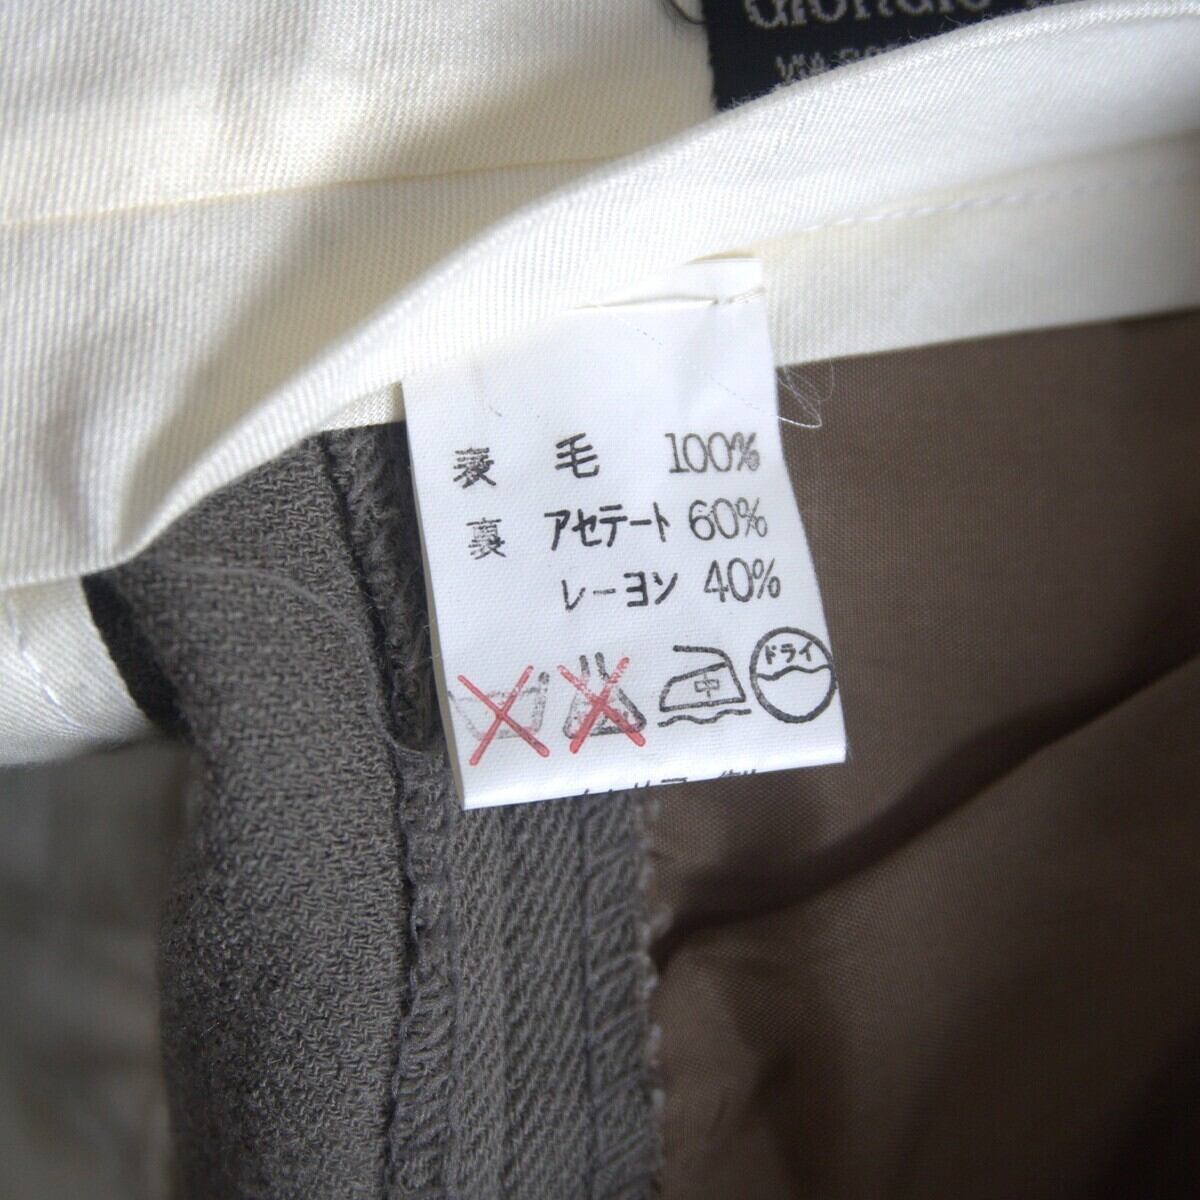 表 毛 100%
裏 アセテート 60%
レーヨン 40%
中 ドライ